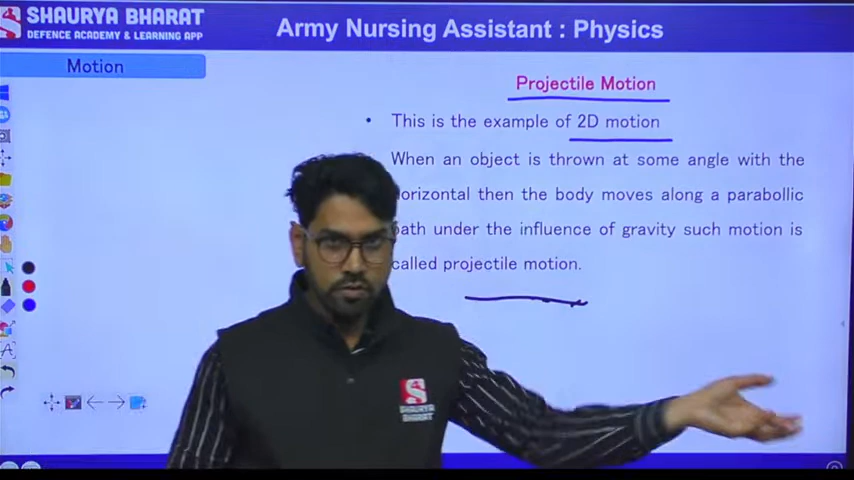 SHAURYA BHARAT
DEFENCE ACADEMY & LEARNING APP
Army Nursing Assistant : Physics
Motion
Projectile Motion
• This is the example of 2D motion
When an object is thrown at some angle with the
horizontal then the body moves along a parabollic
path under the influence of gravity such motion is
called projectile motion.
S
SHAURYA
BHARAT